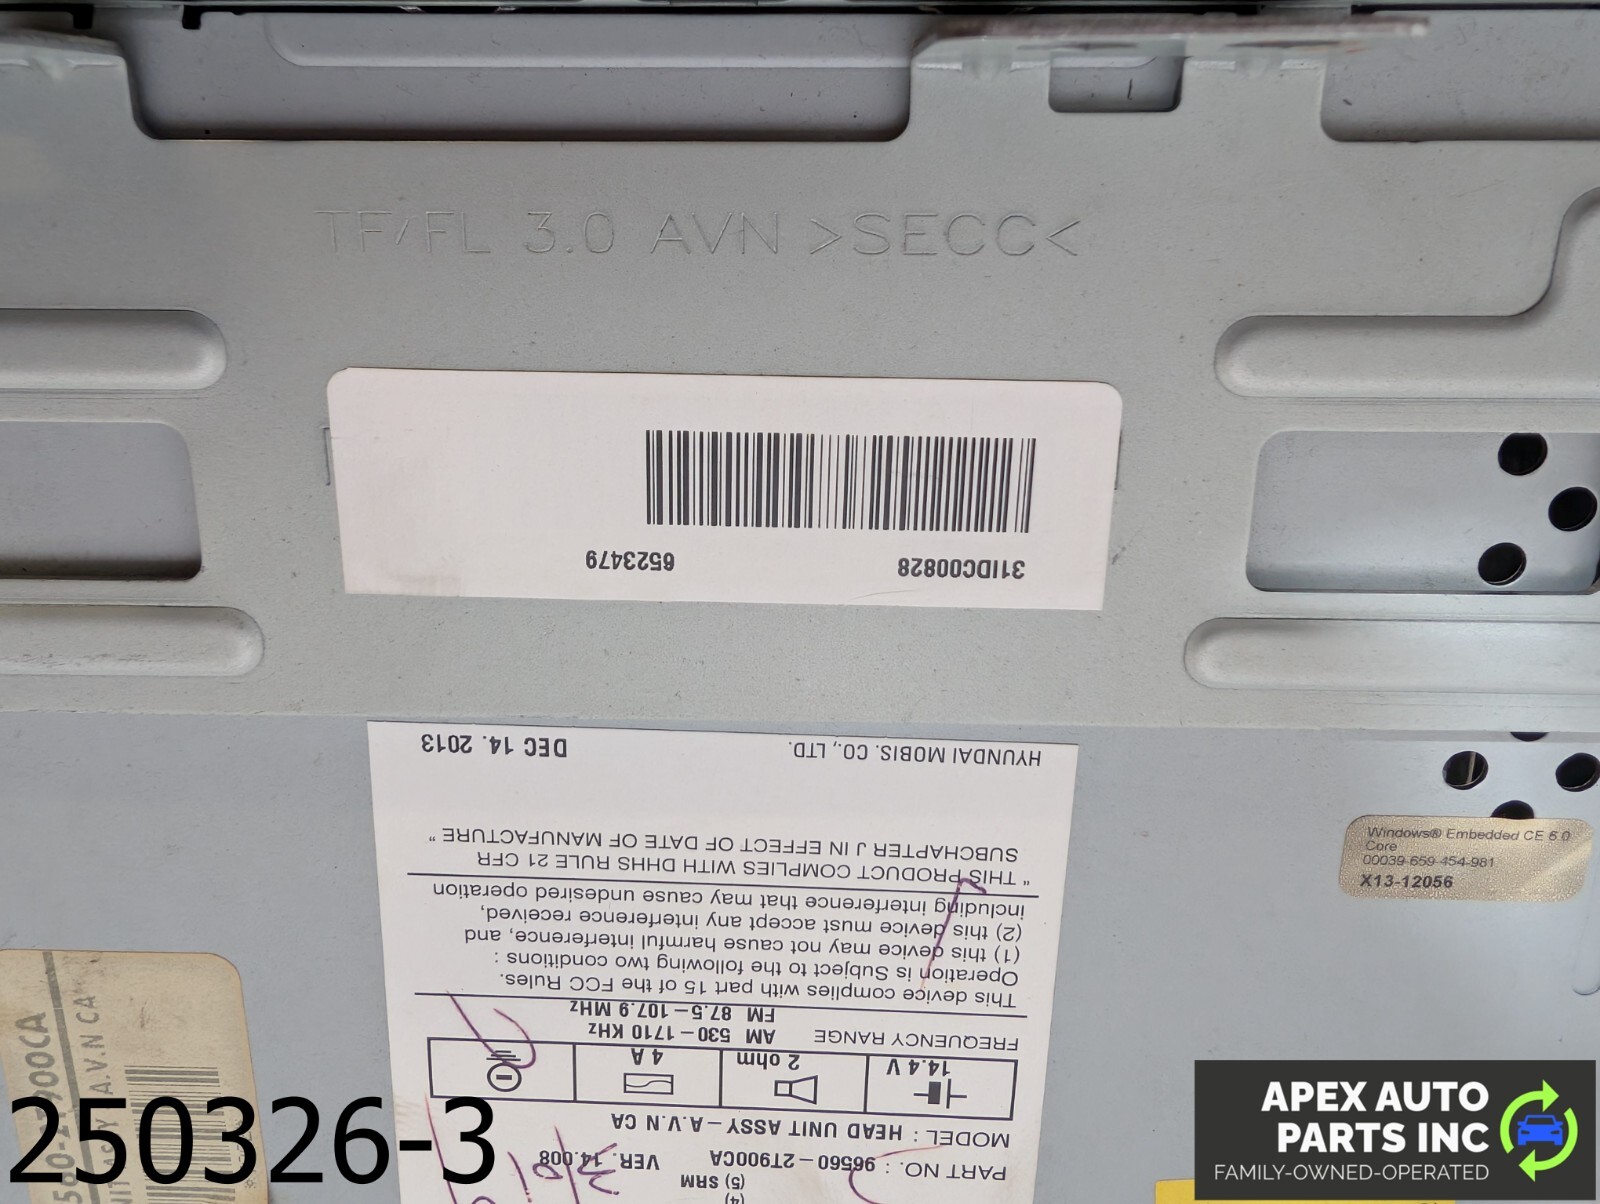 TF/FL 3.0 AVN >SECC<
31IDC00828 6523479
(4)
(5) SRM
PART NO. : 96560-2T900CA VER. 14.008
MODEL : HEAD UNIT ASSY-A.V.N CA
14.4 V 2 ohm 4 A
FREQUENCY RANGE AM 530-1710 KHz
FM 87.5-107.9 MHz
This device complies with part 15 of the FCC Rules.
Operation is Subject to the following two conditions :
(1) this device may not cause harmful interference, and,
(2) this device must accept any interference received,
including interference that may cause undesired operation
" THIS PRODUCT COMPLIES WITH DHHS RULE 21 CFR
SUBCHAPTER J IN EFFECT OF DATE OF MANUFACTURE "
HYUNDAI MOBIS. CO., LTD. DEC 14. 2013
Windows® Embedded CE 6.0
Core
00039-659-454-981
X13-12056
A.V.N CA
250326-3
APEX AUTO
PARTS INC
FAMILY-OWNED-OPERATED